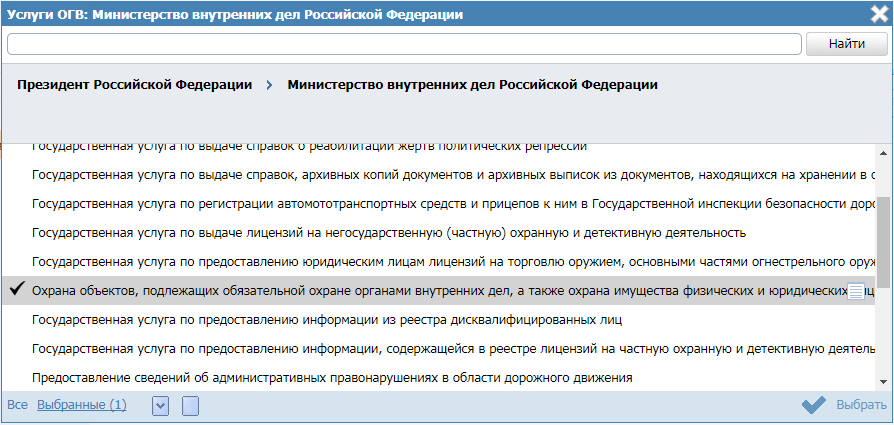 Услуги ОГВ: Министерство внутренних дел Российской Федерации
Найти
Президент Российской Федерации > Министерство внутренних дел Российской Федерации
Государственная услуга по выдаче справок о реабилитации жертв политических репрессий
Государственная услуга по выдаче справок, архивных копий документов и архивных выписок из документов, находящихся на хранении в
Государственная услуга по регистрации автомототранспортных средств и прицепов к ним в Государственной инспекции безопасности
Государственная услуга по выдаче лицензий на негосударственную (частную) охранную и детективную деятельность
Государственная услуга по предоставлению юридическим лицам лицензий на торговлю оружием, основными частями огнестрельного
Охрана объектов, подлежащих обязательной охране органами внутренних дел, а также охрана имущества физических и юридических
Государственная услуга по предоставлению информации из реестра дисквалифицированных лиц
Государственная услуга по предоставлению информации, содержащейся в реестре лицензий на частную охранную и детективную
Предоставление сведений об административных правонарушениях в области дорожного движения
Все Выбранные (1) Выбрать